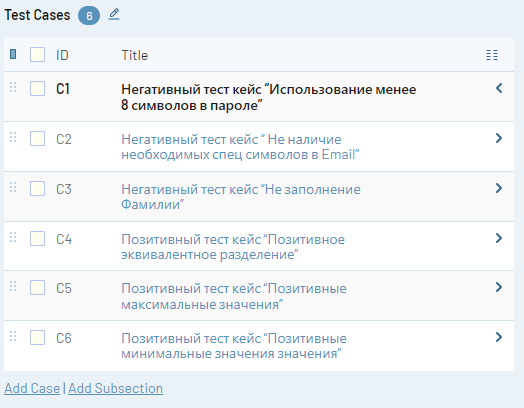 Test Cases 6
ID Title
C1 Негативный тест кейс “Использование менее
8 символов в пароле”
C2 Негативный тест кейс “ Не наличие
необходимых спец символов в Email”
C3 Негативный тест кейс “Не заполнение
Фамилии”
C4 Позитивный тест кейс “Позитивное
эквивалентное разделение”
C5 Позитивный тест кейс “Позитивные
максимальные значения”
C6 Позитивный тест кейс “Позитивные
минимальные значения значения”
Add Case | Add Subsection